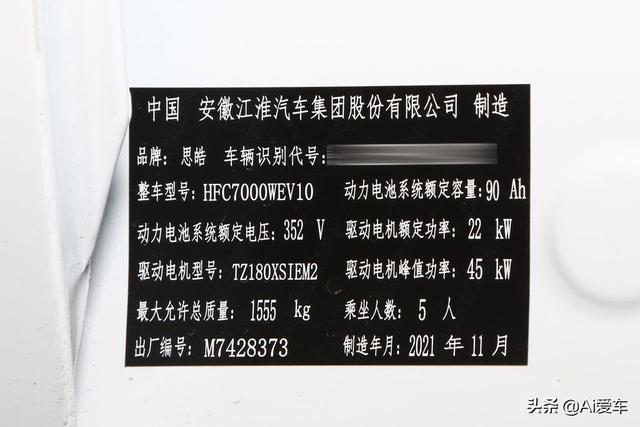 中国 安徽江淮汽车集团股份有限公司 制造
品牌：思皓 车辆识别代号：
整车型号：HFC7000WEV10 动力电池系统额定容量：90 Ah
动力电池系统额定电压：352 V 驱动电机额定功率：22 kW
驱动电机型号：TZ180XSIEM2 驱动电机峰值功率：45 kW
最大允许总质量：1555 kg 乘坐人数：5 人
出厂编号：M7428373 制造年月：2021 年 11 月
头条 @Ai爱车